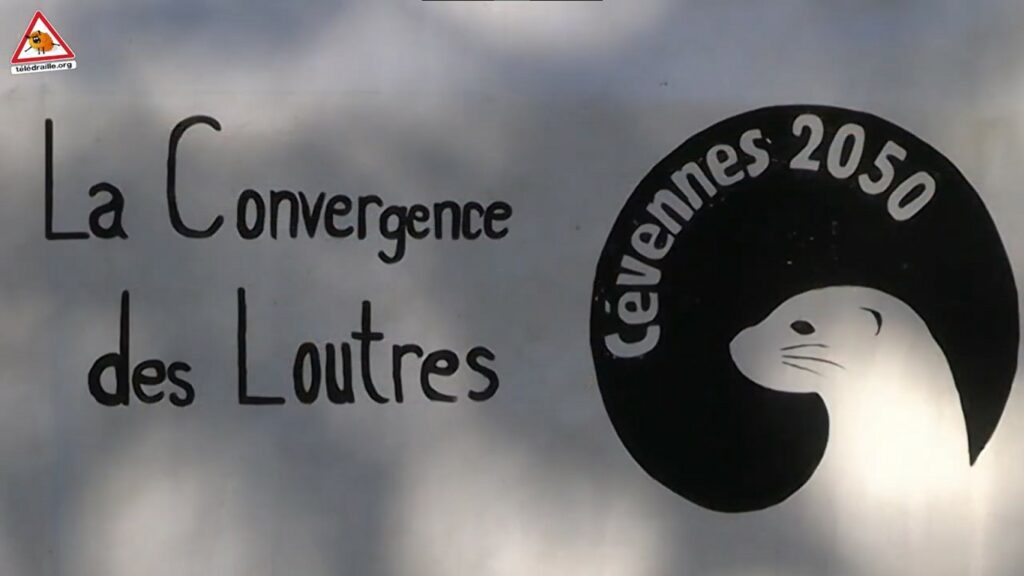 télédraille.org
La Convergence
des Loutres
Cévennes 2050